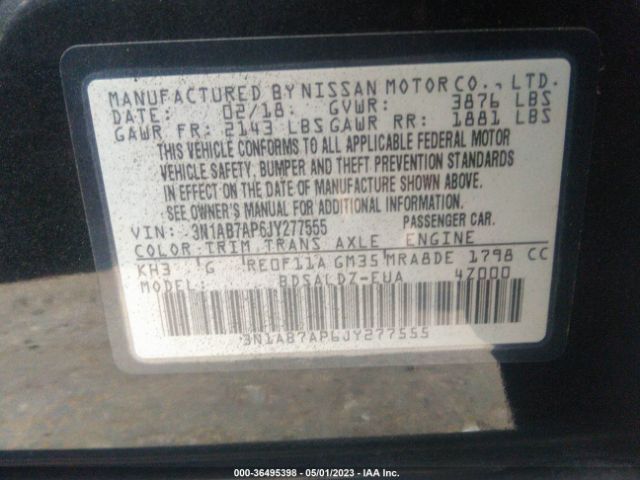 MANUFACTURED BY NISSAN MOTOR CO., LTD.
DATE: 02/18 GVWR: 3876 LBS
GAWR FR: 2143 LBS GAWR RR: 1881 LBS
THIS VEHICLE CONFORMS TO ALL APPLICABLE FEDERAL MOTOR
VEHICLE SAFETY, BUMPER AND THEFT PREVENTION STANDARDS
IN EFFECT ON THE DATE OF MANUFACTURE SHOWN ABOVE.
SEE OWNER'S MANUAL FOR ADDITIONAL INFORMATION.
VIN: 3N1AB7AP6JY277555 PASSENGER CAR.
COLOR: TRIM TRANS AXLE ENGINE
KH3 G RE0F11A GM35 MRA8DE 1798 CC
MODEL: BDSALDZ-EUA 4Z000
3N1AB7AP6JY277555
000-36495398 - 05/01/2023 - IAA Inc.